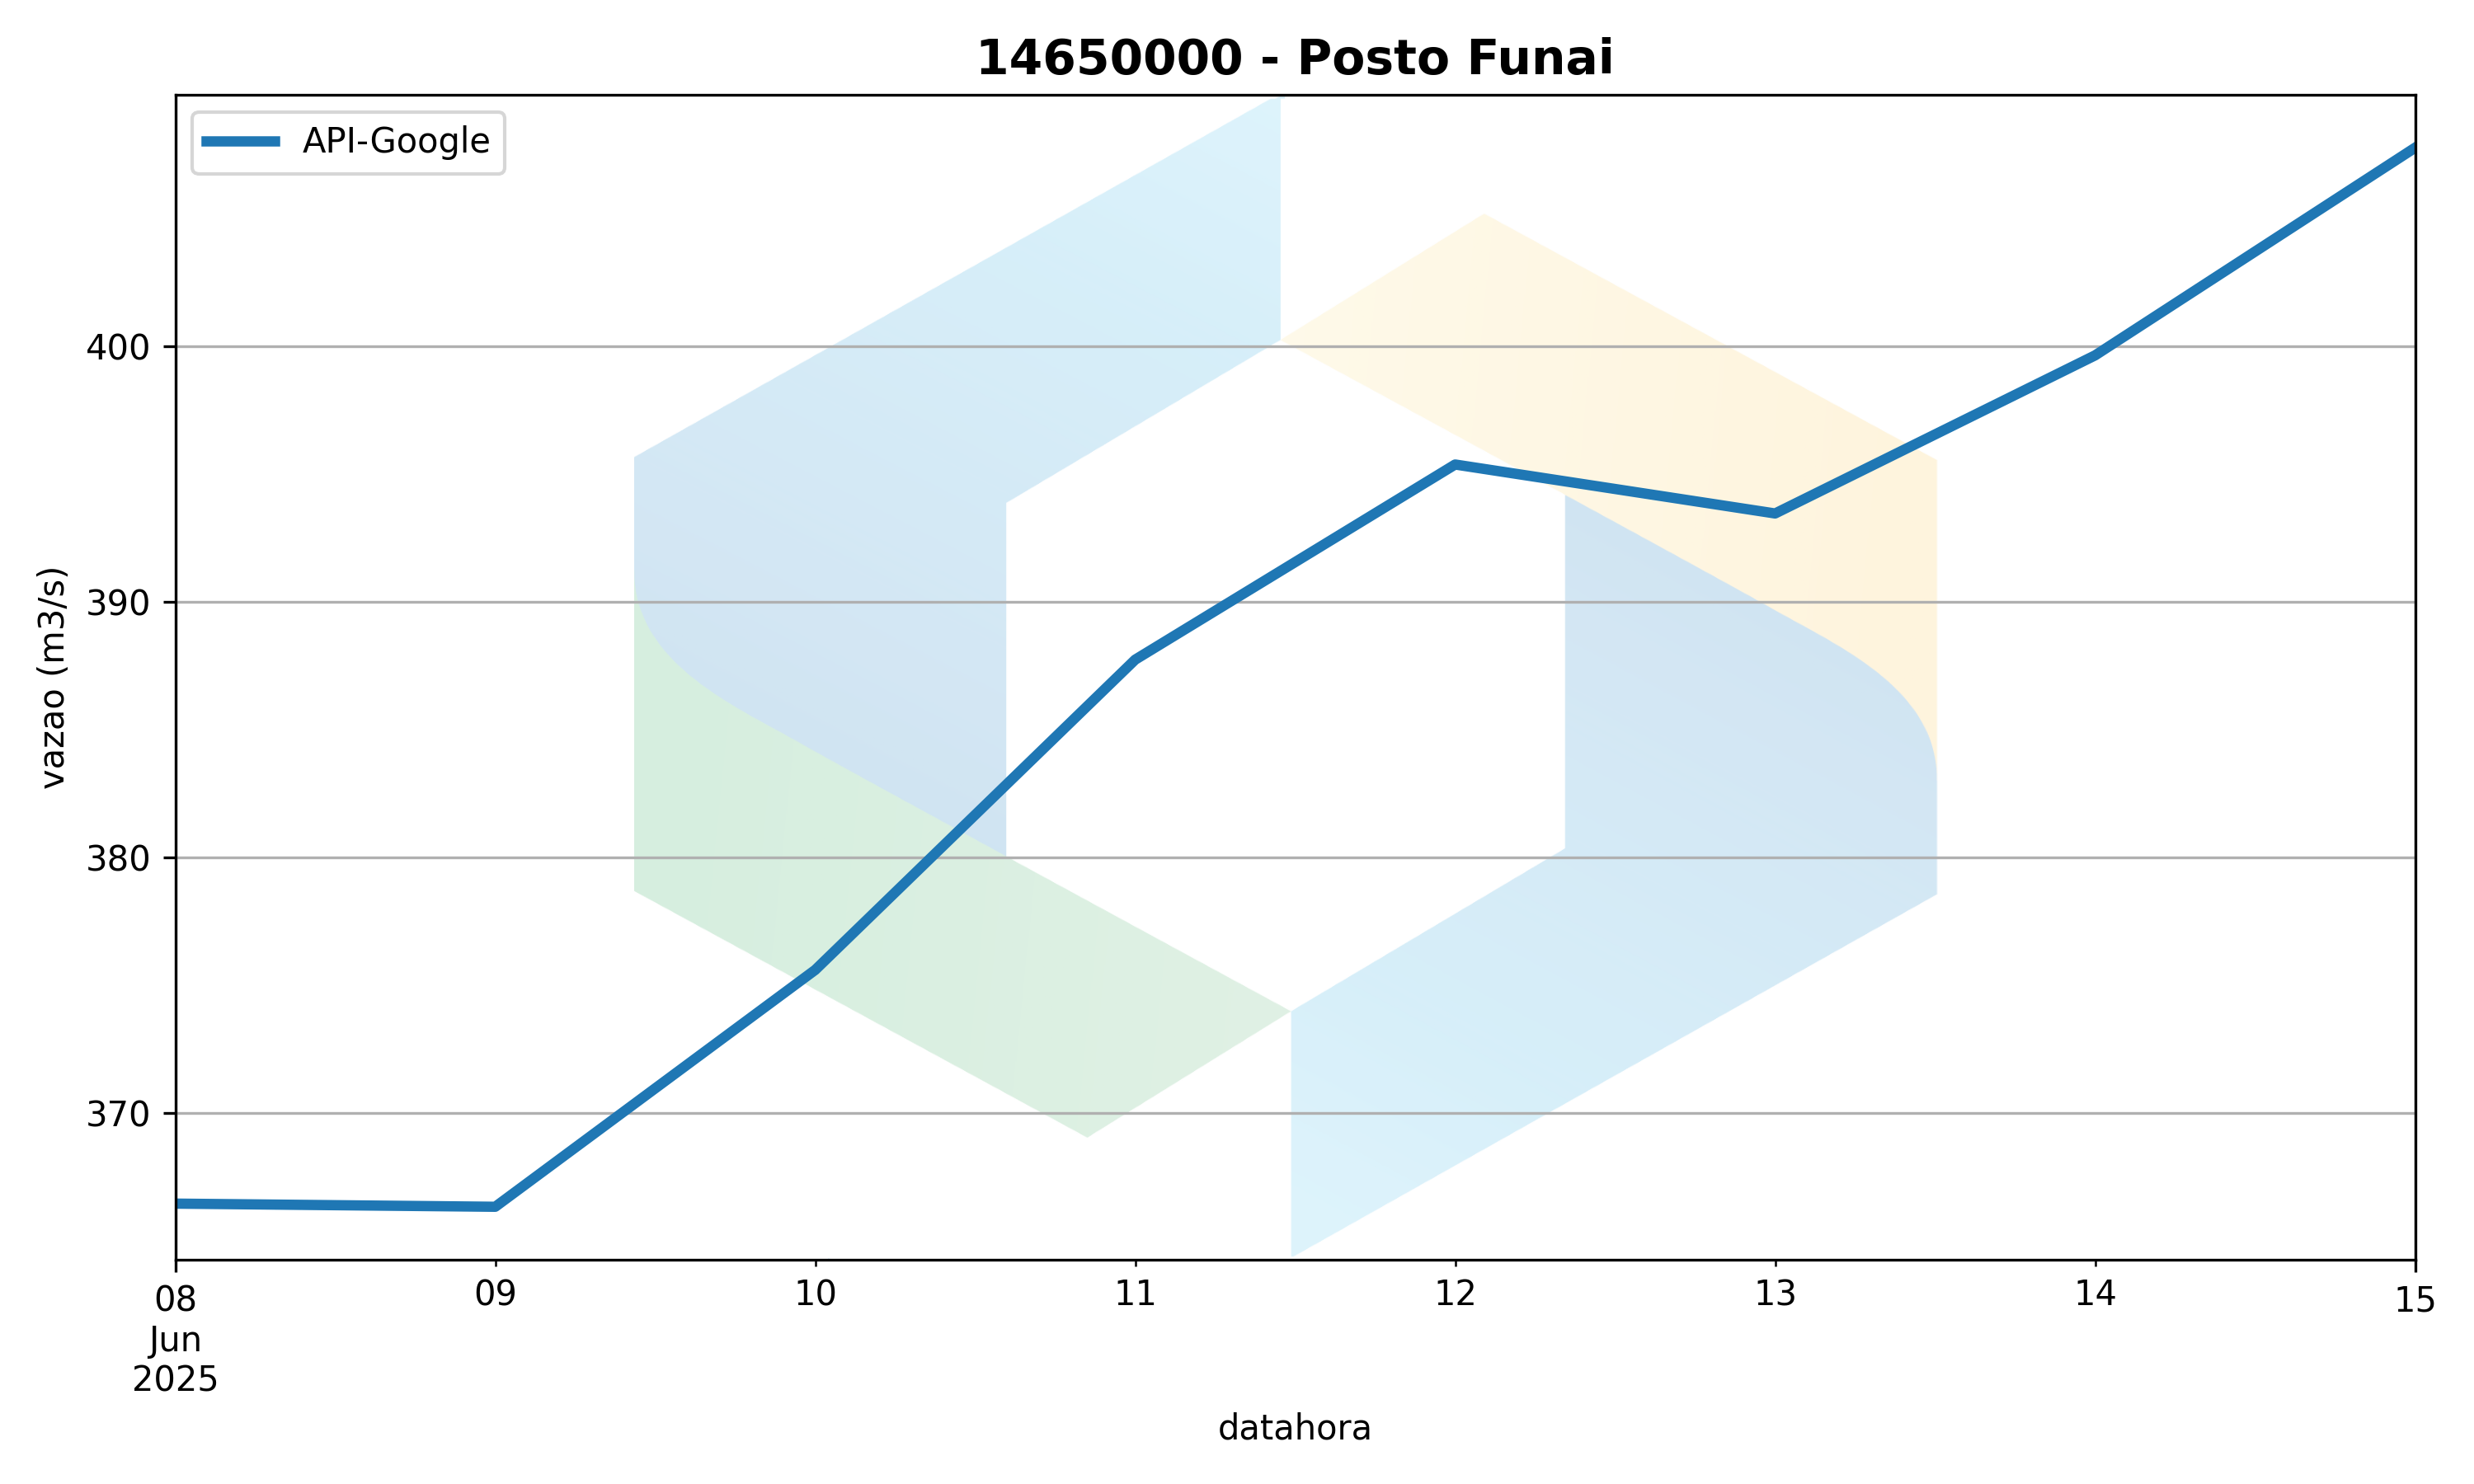 14650000 - Posto Funai
API-Google
400
390
380
370
vazao (m3/s)
08 09 10 11 12 13 14 15
Jun
2025
datahora